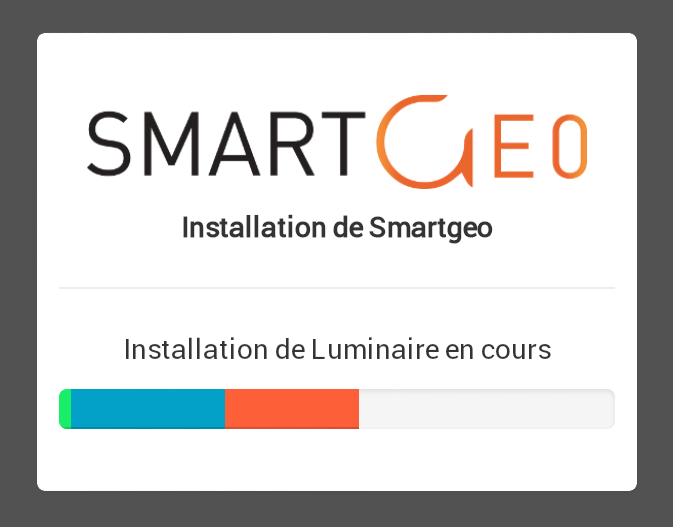 SMARTGEO
Installation de Smartgeo
Installation de Luminaire en cours